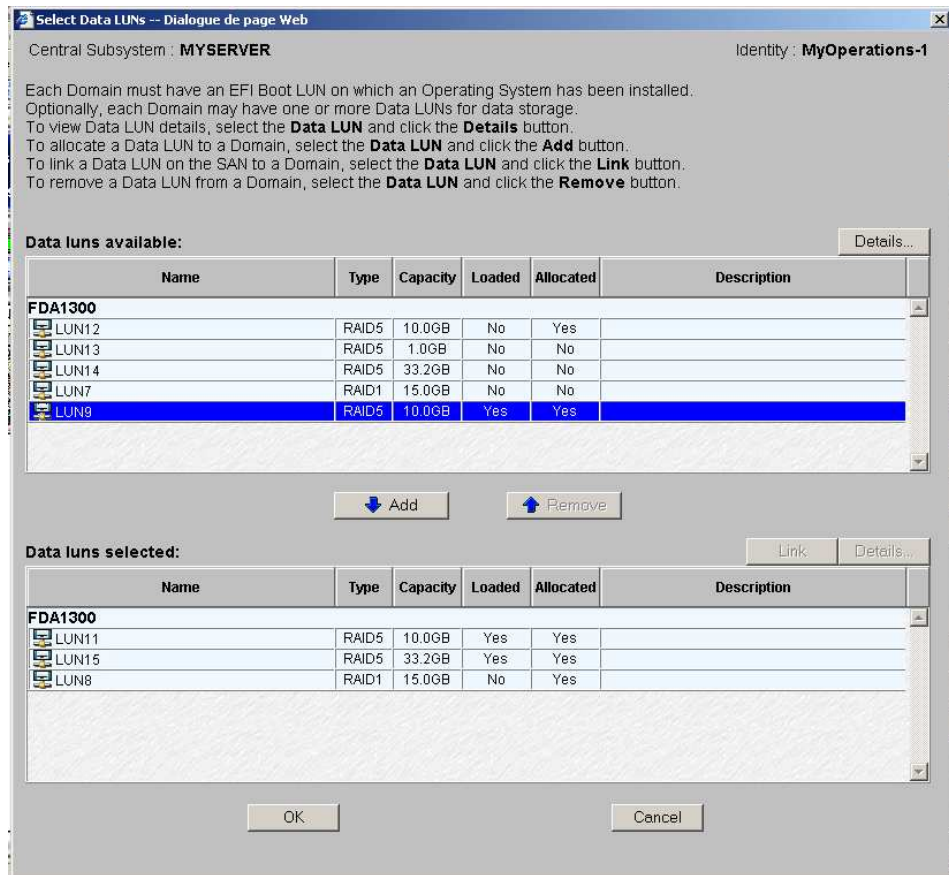 Select Data LUNs -- Dialogue de page Web
Central Subsystem : MYSERVER Identity : MyOperations-1
Each Domain must have an EFI Boot LUN on which an Operating System has been installed.
Optionally, each Domain may have one or more Data LUNs for data storage.
To view Data LUN details, select the Data LUN and click the Details button.
To allocate a Data LUN to a Domain, select the Data LUN and click the Add button.
To link a Data LUN on the SAN to a Domain, select the Data LUN and click the Link button.
To remove a Data LUN from a Domain, select the Data LUN and click the Remove button.
Data luns available: Details...
Name Type Capacity Loaded Allocated Description
FDA1300
LUN12 RAID5 10.0GB No Yes
LUN13 RAID5 1.0GB No No
LUN14 RAID5 33.2GB No No
LUN7 RAID1 15.0GB No No
LUN9 RAID5 10.0GB Yes Yes
Add Remove
Data luns selected: Link Details...
Name Type Capacity Loaded Allocated Description
FDA1300
LUN11 RAID5 10.0GB Yes Yes
LUN15 RAID5 33.2GB Yes Yes
LUN8 RAID1 15.0GB No Yes
OK Cancel